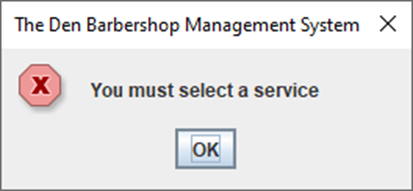 The Den Barbershop Management System
You must select a service
OK